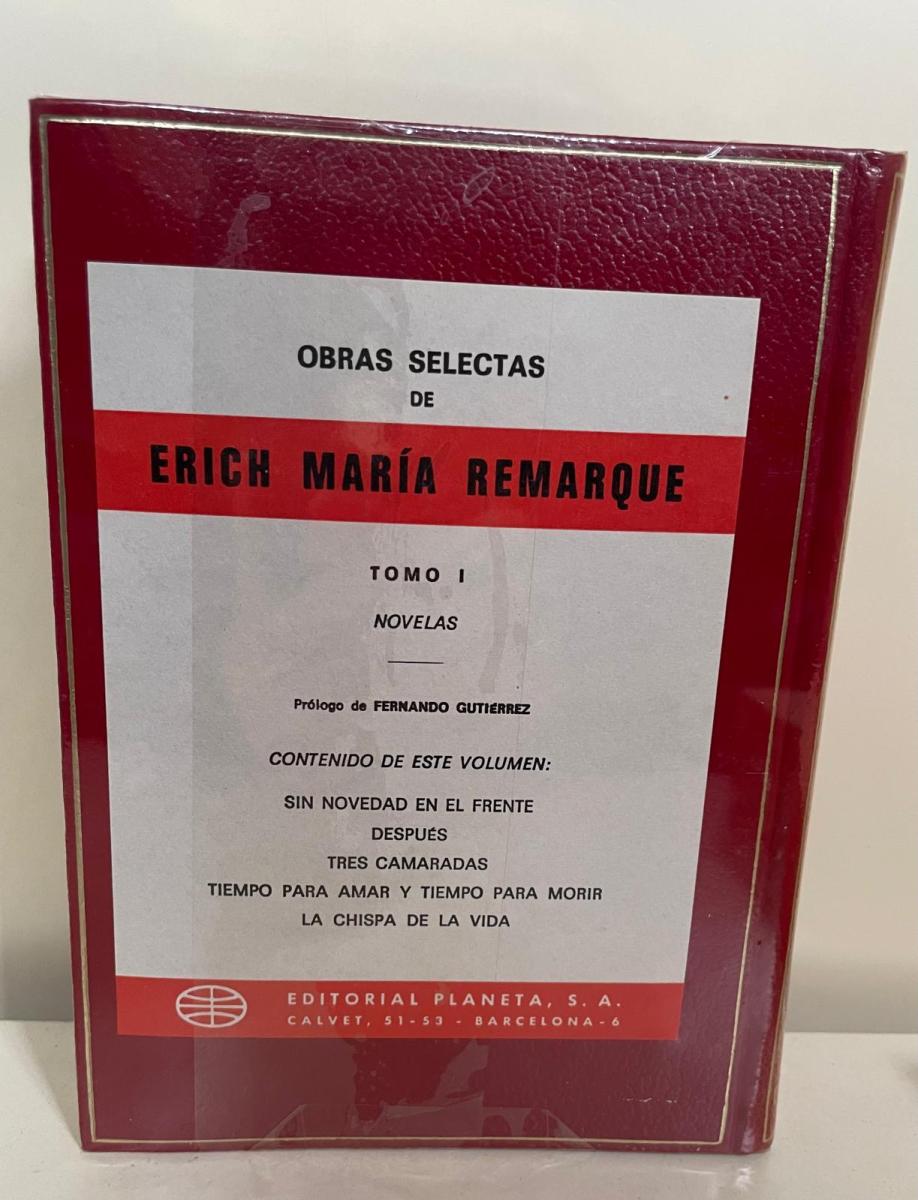 OBRAS SELECTAS
DE
ERICH MARÍA REMARQUE
TOMO I
NOVELAS
Prólogo de FERNANDO GUTIÉRREZ
CONTENIDO DE ESTE VOLUMEN:
SIN NOVEDAD EN EL FRENTE
DESPUÉS
TRES CAMARADAS
TIEMPO PARA AMAR Y TIEMPO PARA MORIR
LA CHISPA DE LA VIDA
EDITORIAL PLANETA, S. A.
CALVET, 51-53 - BARCELONA-6